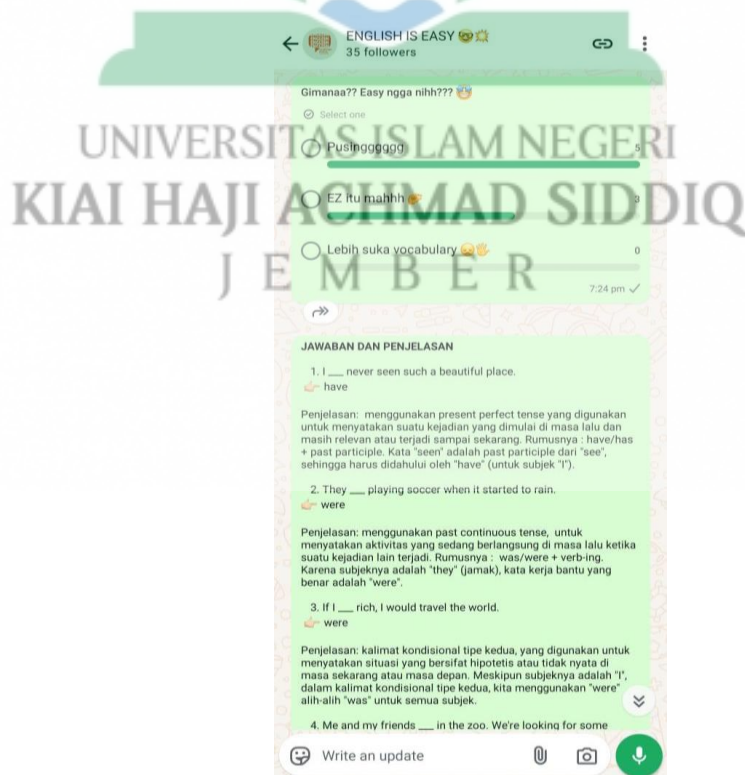 ENGLISH IS EASY 🤓💥
35 followers
Gimanaa?? Easy ngga nihh???
Select one
Pusingggggg
5
EZ itu mahhh
3
Lebih suka vocabulary
0
7:24 pm
UNIVERSITAS ISLAM NEGERI
KIAI HAJI ACHMAD SIDDIQ
JEMBER
JAWABAN DAN PENJELASAN
1. I ___ never seen such a beautiful place.
👉 have
Penjelasan: menggunakan present perfect tense yang digunakan
untuk menyatakan suatu kejadian yang dimulai di masa lalu dan
masih relevan atau terjadi sampai sekarang. Rumusnya : have/has
+ past participle. Kata "seen" adalah past participle dari "see",
sehingga harus didahului oleh "have" (untuk subjek "I").
2. They ___ playing soccer when it started to rain.
👉 were
Penjelasan: menggunakan past continuous tense, untuk
menyatakan aktivitas yang sedang berlangsung di masa lalu ketika
suatu kejadian lain terjadi. Rumusnya : was/were + verb-ing.
Karena subjeknya adalah "they" (jamak), kata kerja bantu yang
benar adalah "were".
3. If I ___ rich, I would travel the world.
👉 were
Penjelasan: kalimat kondisional tipe kedua, yang digunakan untuk
menyatakan situasi yang bersifat hipotetis atau tidak nyata di
masa sekarang atau masa depan. Meskipun subjeknya adalah "I",
dalam kalimat kondisional tipe kedua, kita menggunakan "were"
alih-alih "was" untuk semua subjek.
4. Me and my friends ___ in the zoo. We're looking for some
Write an update